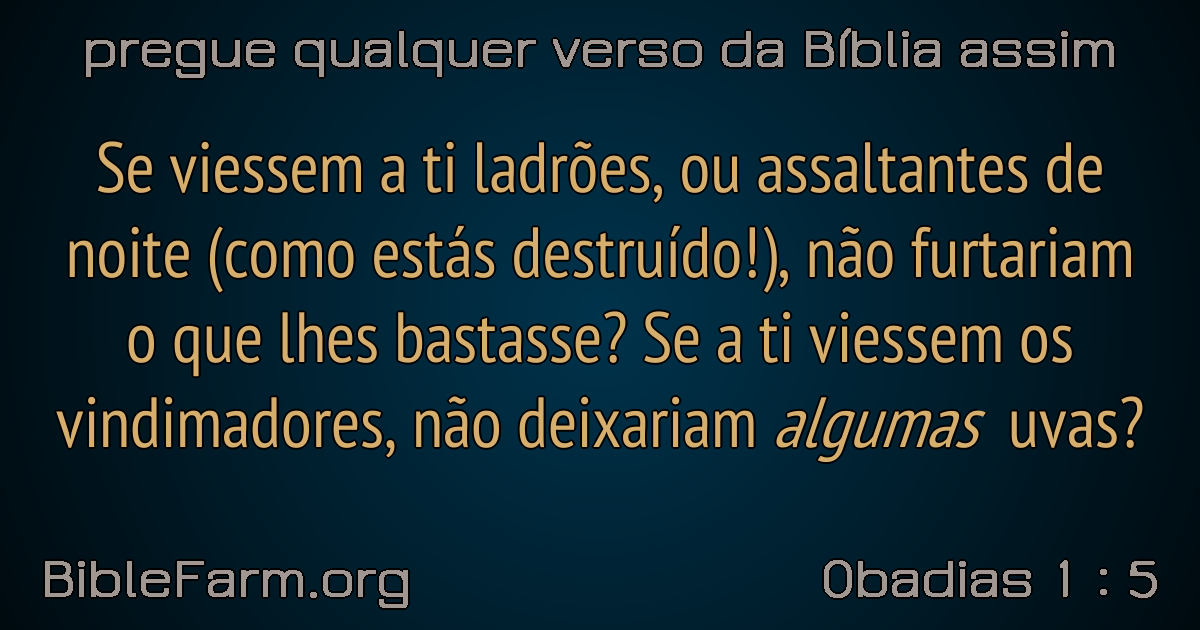 pregue qualquer verso da Bíblia assim
Se viessem a ti ladrões, ou assaltantes de
noite (como estás destruído!), não furtariam
o que lhes bastasse? Se a ti viessem os
vindimadores, não deixariam algumas uvas?
BibleFarm.org
Obadias 1 : 5